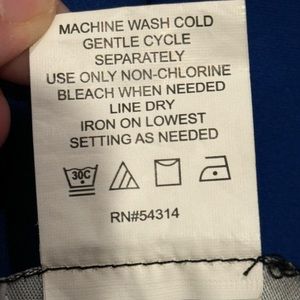 MACHINE WASH COLD
GENTLE CYCLE
SEPARATELY
USE ONLY NON-CHLORINE
BLEACH WHEN NEEDED
LINE DRY
IRON ON LOWEST
SETTING AS NEEDED
30C
RN#54314